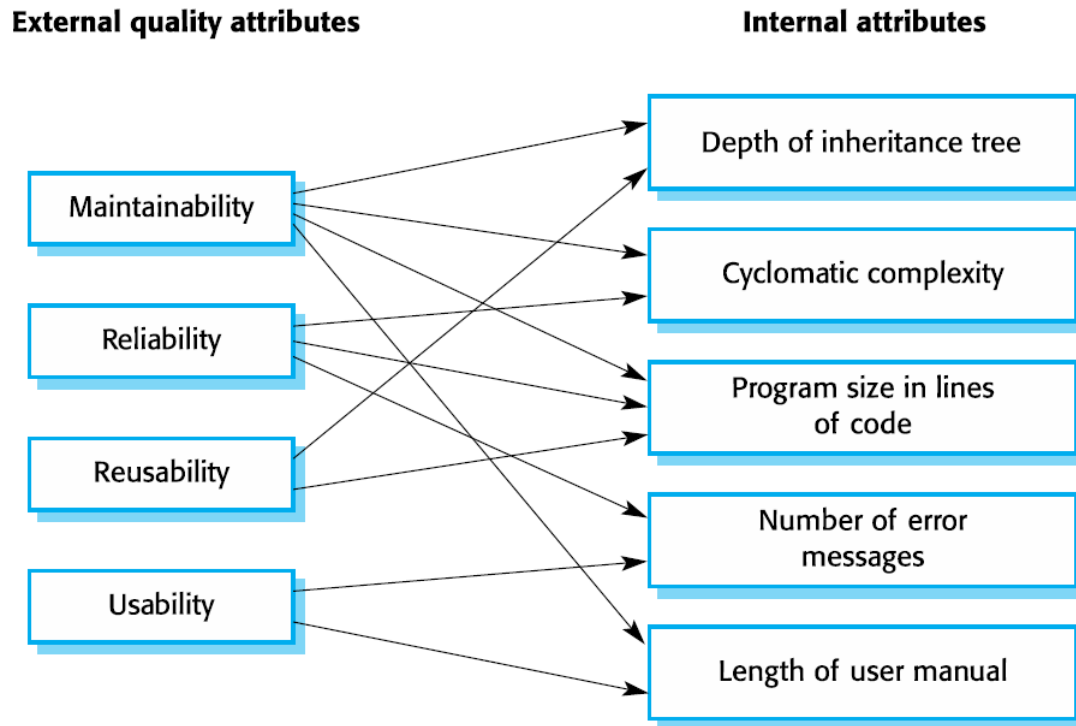 External quality attributes
Internal attributes
Depth of inheritance tree
Maintainability
Cyclomatic complexity
Reliability
Program size in lines
of code
Reusability
Number of error
messages
Usability
Length of user manual